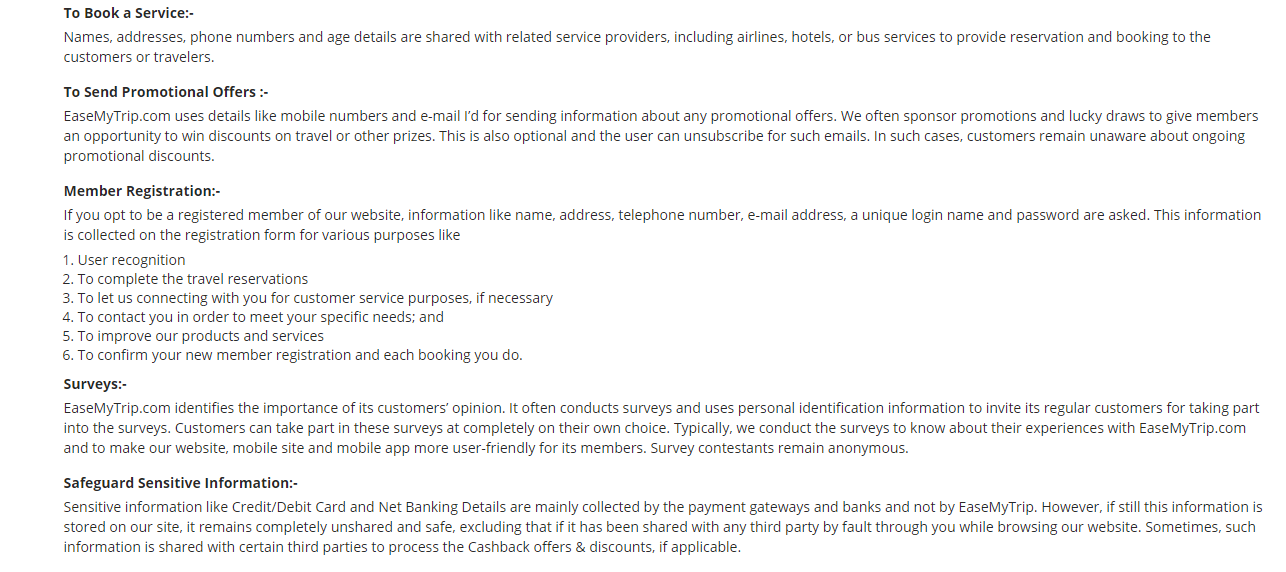 To Book a Service:-
Names, addresses, phone numbers and age details are shared with related service providers, including airlines, hotels, or bus services to provide reservation and booking to the
customers or travelers.
To Send Promotional Offers :-
EaseMyTrip.com uses details like mobile numbers and e-mail I’d for sending information about any promotional offers. We often sponsor promotions and lucky draws to give members
an opportunity to win discounts on travel or other prizes. This is also optional and the user can unsubscribe for such emails. In such cases, customers remain unaware about ongoing
promotional discounts.
Member Registration:-
If you opt to be a registered member of our website, information like name, address, telephone number, e-mail address, a unique login name and password are asked. This information
is collected on the registration form for various purposes like
1. User recognition
2. To complete the travel reservations
3. To let us connecting with you for customer service purposes, if necessary
4. To contact you in order to meet your specific needs; and
5. To improve our products and services
6. To confirm your new member registration and each booking you do.
Surveys:-
EaseMyTrip.com identifies the importance of its customers’ opinion. It often conducts surveys and uses personal identification information to invite its regular customers for taking part
into the surveys. Customers can take part in these surveys at completely on their own choice. Typically, we conduct the surveys to know about their experiences with EaseMyTrip.com
and to make our website, mobile site and mobile app more user-friendly for its members. Survey contestants remain anonymous.
Safeguard Sensitive Information:-
Sensitive information like Credit/Debit Card and Net Banking Details are mainly collected by the payment gateways and banks and not by EaseMyTrip. However, if still this information is
stored on our site, it remains completely unshared and safe, excluding that if it has been shared with any third party by fault through you while browsing our website. Sometimes, such
information is shared with certain third parties to process the Cashback offers & discounts, if applicable.